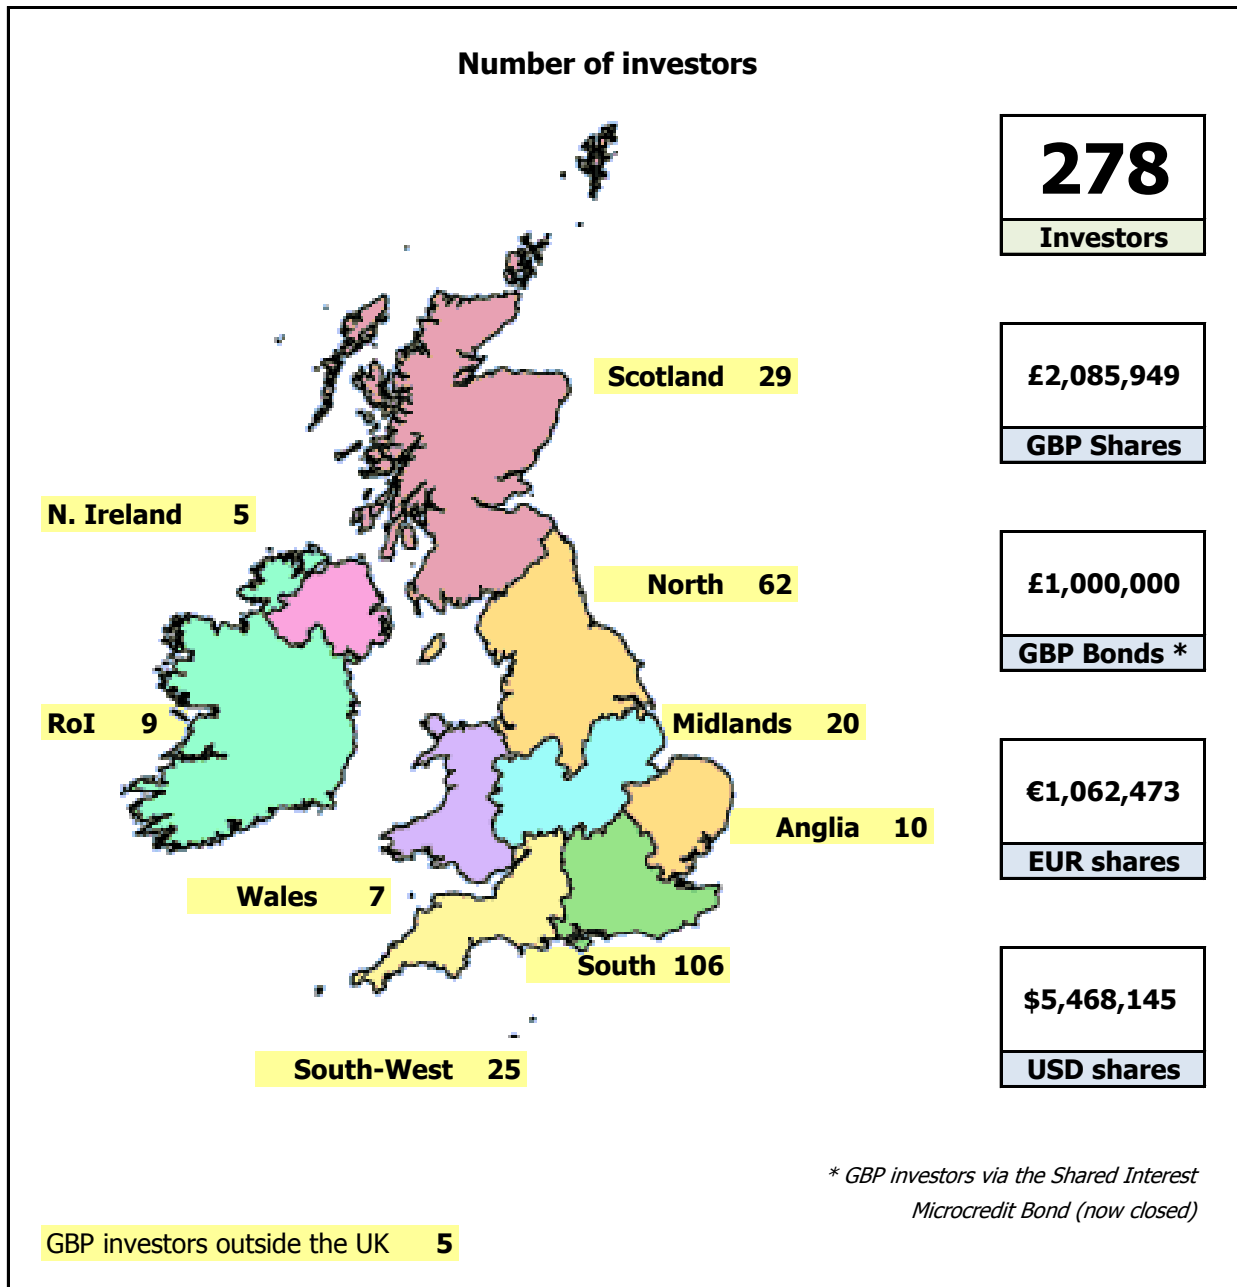 Number of investors
278
Investors
Scotland 29
£2,085,949
GBP Shares
N. Ireland 5
North 62
£1,000,000
GBP Bonds *
RoI 9
Midlands 20
€1,062,473
EUR shares
Anglia 10
Wales 7
South 106
$5,468,145
USD shares
South-West 25
* GBP investors via the Shared Interest
Microcredit Bond (now closed)
GBP investors outside the UK 5